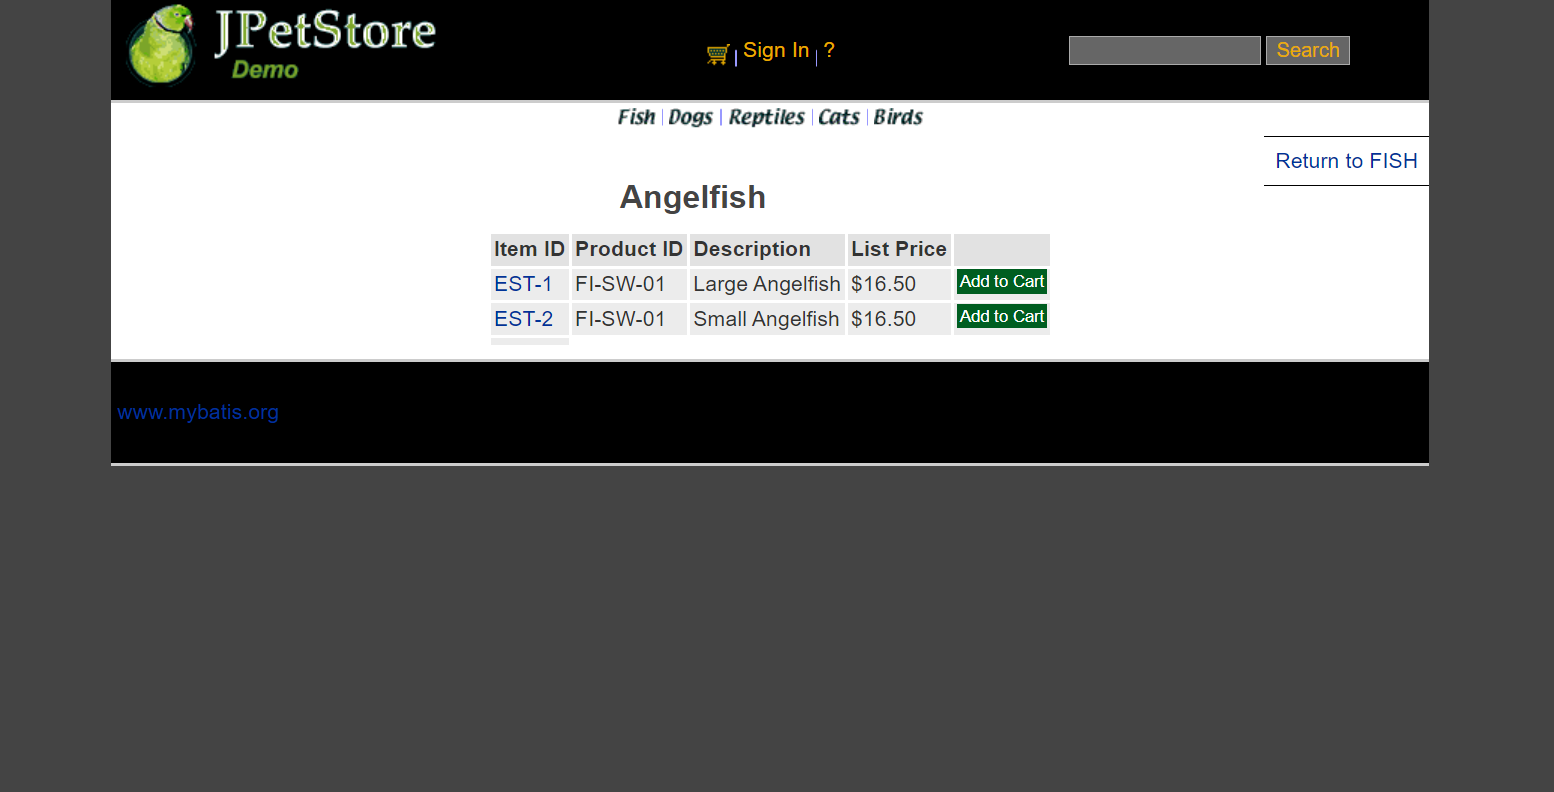 JPetStore
Demo
Sign In ?
Search
Fish Dogs Reptiles Cats Birds
Return to FISH
Angelfish
Item ID Product ID Description List Price
EST-1 FI-SW-01 Large Angelfish $16.50 Add to Cart
EST-2 FI-SW-01 Small Angelfish $16.50 Add to Cart
www.mybatis.org